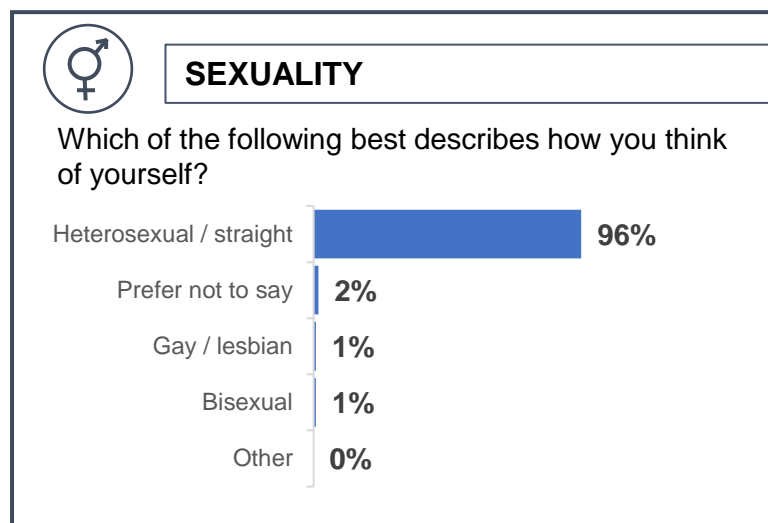 SEXUALITY
Which of the following best describes how you think
of yourself?
Heterosexual / straight 96%
Prefer not to say 2%
Gay / lesbian 1%
Bisexual 1%
Other 0%